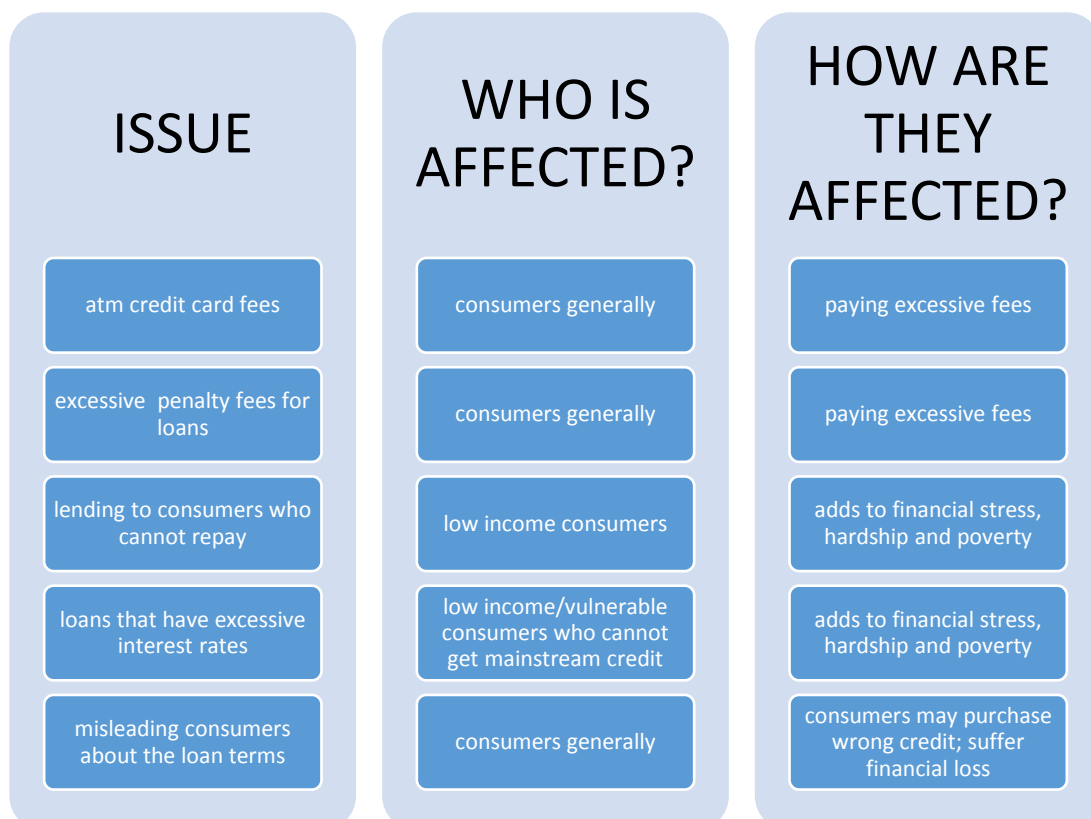 ISSUE
atm credit card fees
excessive  penalty fees for
loans
lending to consumers who
cannot repay
loans that have excessive
interest rates
misleading consumers
about the loan terms
WHO IS
AFFECTED?
consumers generally
consumers generally
low income consumers
low income/vulnerable
consumers who cannot
get mainstream credit
consumers generally
HOW ARE
THEY
AFFECTED?
paying excessive fees
paying excessive fees
adds to financial stress,
hardship and poverty
adds to financial stress,
hardship and poverty
consumers may purchase
wrong credit; suffer
financial loss